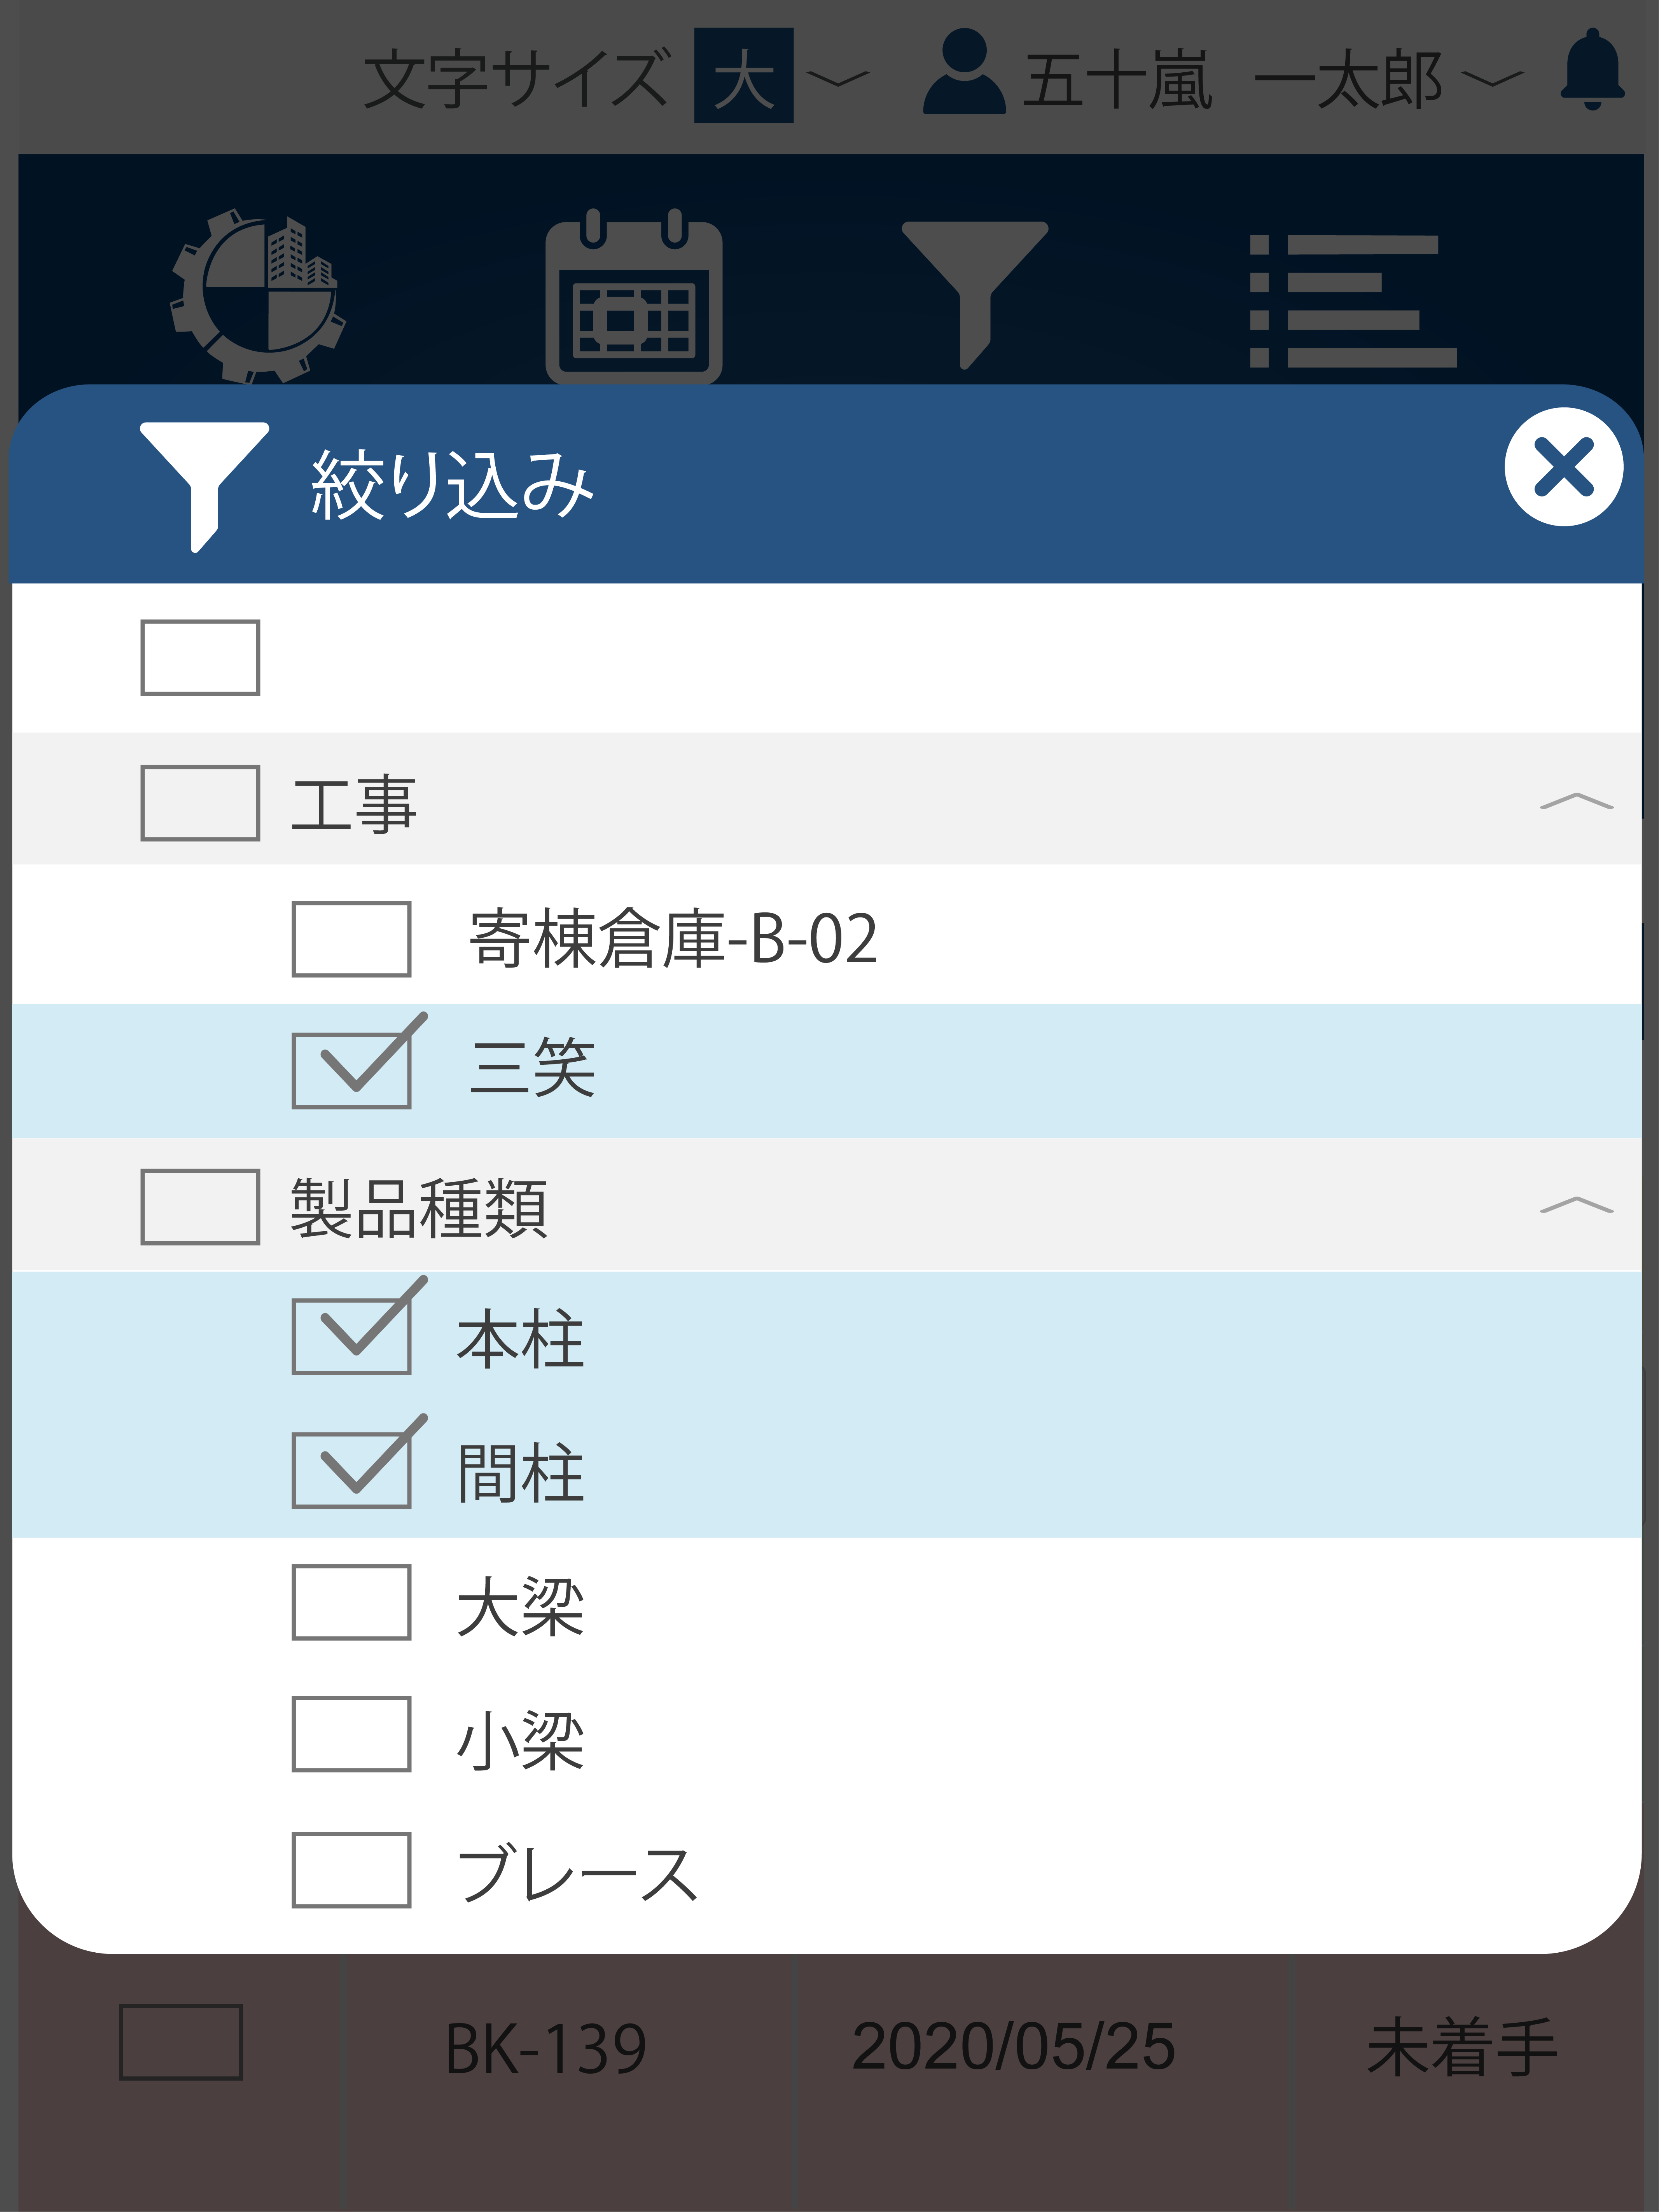 文字サイズ 大 五十嵐 一太郎
絞り込み
工事
寄棟倉庫-B-02
三笑
製品種類
本柱
間柱
大梁
小梁
ブレース
BK-139 2020/05/25 未着手